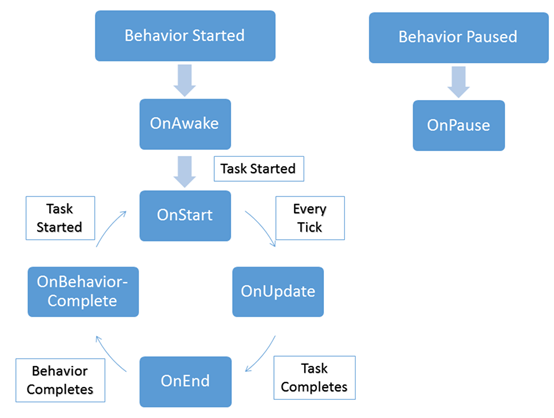 Behavior Started
Behavior Paused
OnAwake
OnPause
Task Started
Task
Started
OnStart
Every
Tick
OnBehavior-
Complete
OnUpdate
Behavior
Completes
OnEnd
Task
Completes